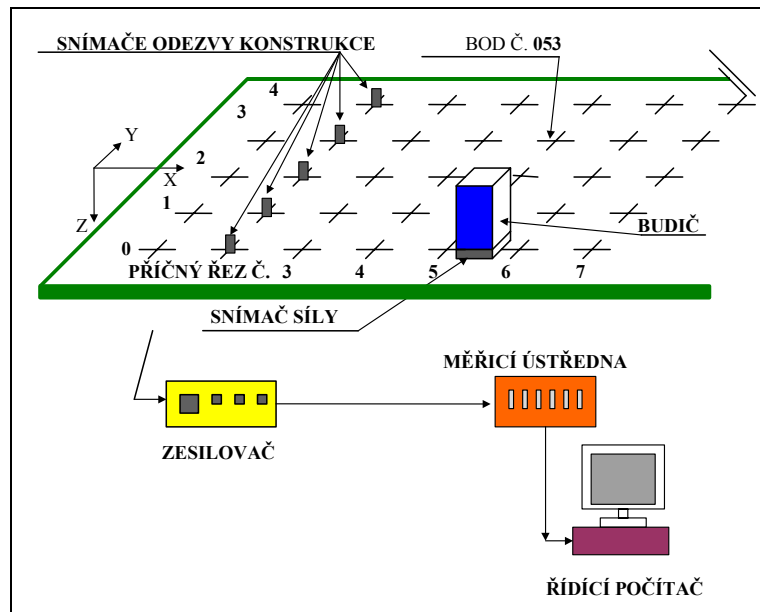 SNÍMAČE ODEZVY KONSTRUKCE
BOD Č. 053
4
3
Y
2
X
1
Z
BUDIČ
0
PŘÍČNÝ ŘEZ Č. 3 4 5 6 7
SNÍMAČ SÍLY
MĚŘICÍ ÚSTŘEDNA
ZESILOVAČ
ŘÍDÍCÍ POČÍTAČ